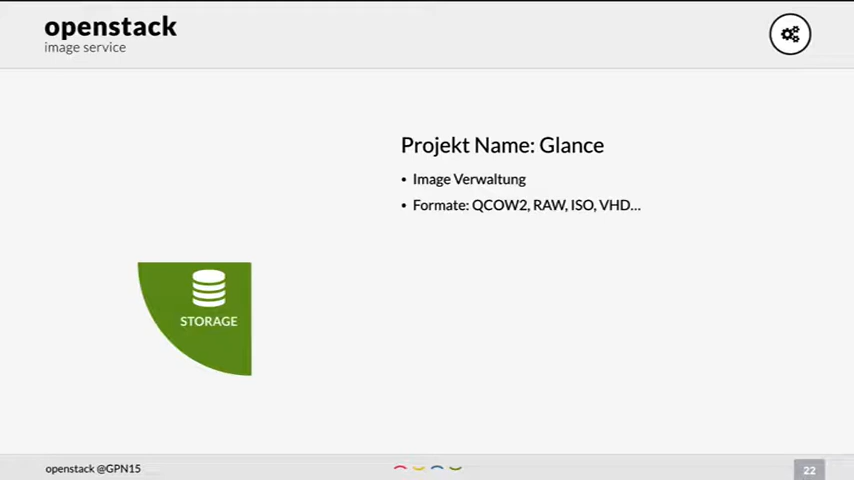 openstack
image service
Projekt Name: Glance
• Image Verwaltung
• Formate: QCOW2, RAW, ISO, VHD...
STORAGE
openstack @GPN15
22